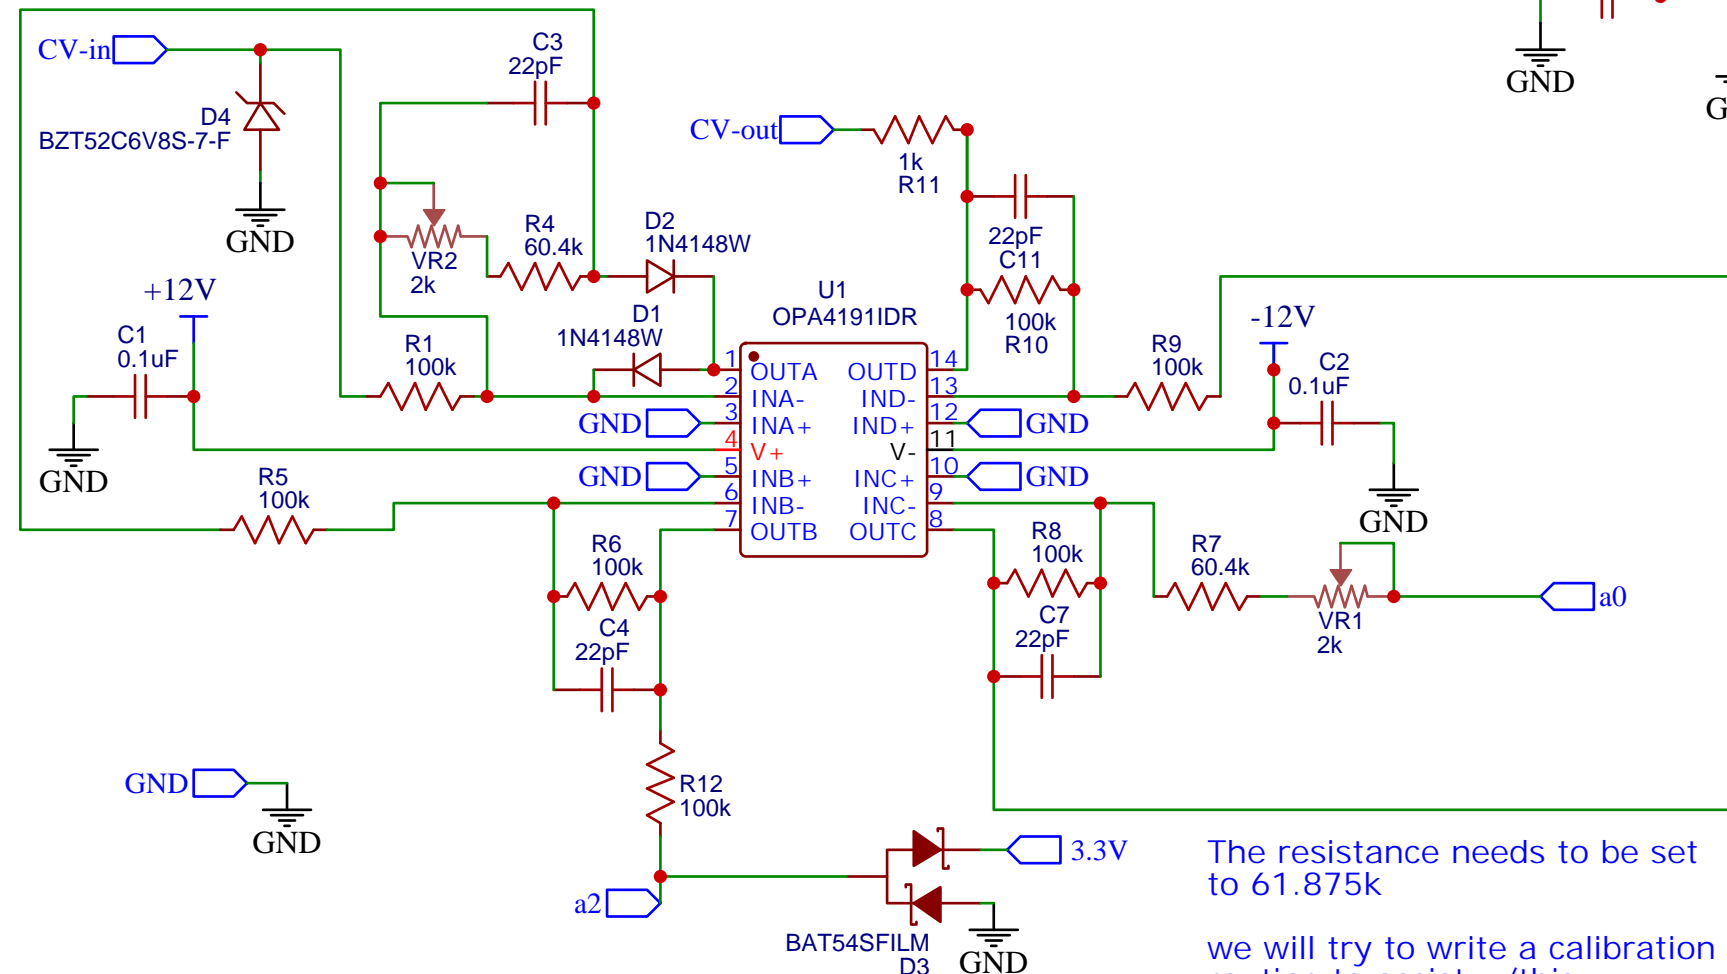 CV-in
D4
BZT52C6V8S-7-F
GND
C3
22pF
VR2
2k
R4
60.4k
D2
1N4148W
D1
1N4148W
CV-out
1k
R11
22pF
C11
100k
R10
GND
+12V
C1
0.1uF
GND
R1
100k
U1
OPA4191IDR
1 OUTA OUTD 14
2 INA- IND- 13
3 INA+ IND+ 12
4 V+ V- 11
5 INB+ INC+ 10
6 INB- INC- 9
7 OUTB OUTC 8
GND
GND
GND
GND
R9
100k
-12V
C2
0.1uF
GND
R5
100k
R6
100k
C4
22pF
R8
100k
C7
22pF
R7
60.4k
VR1
2k
a0
GND
GND
R12
100k
a2
3.3V
BAT54SFILM
D3
GND
The resistance needs to be set
to 61.875k
we will try to write a calibration